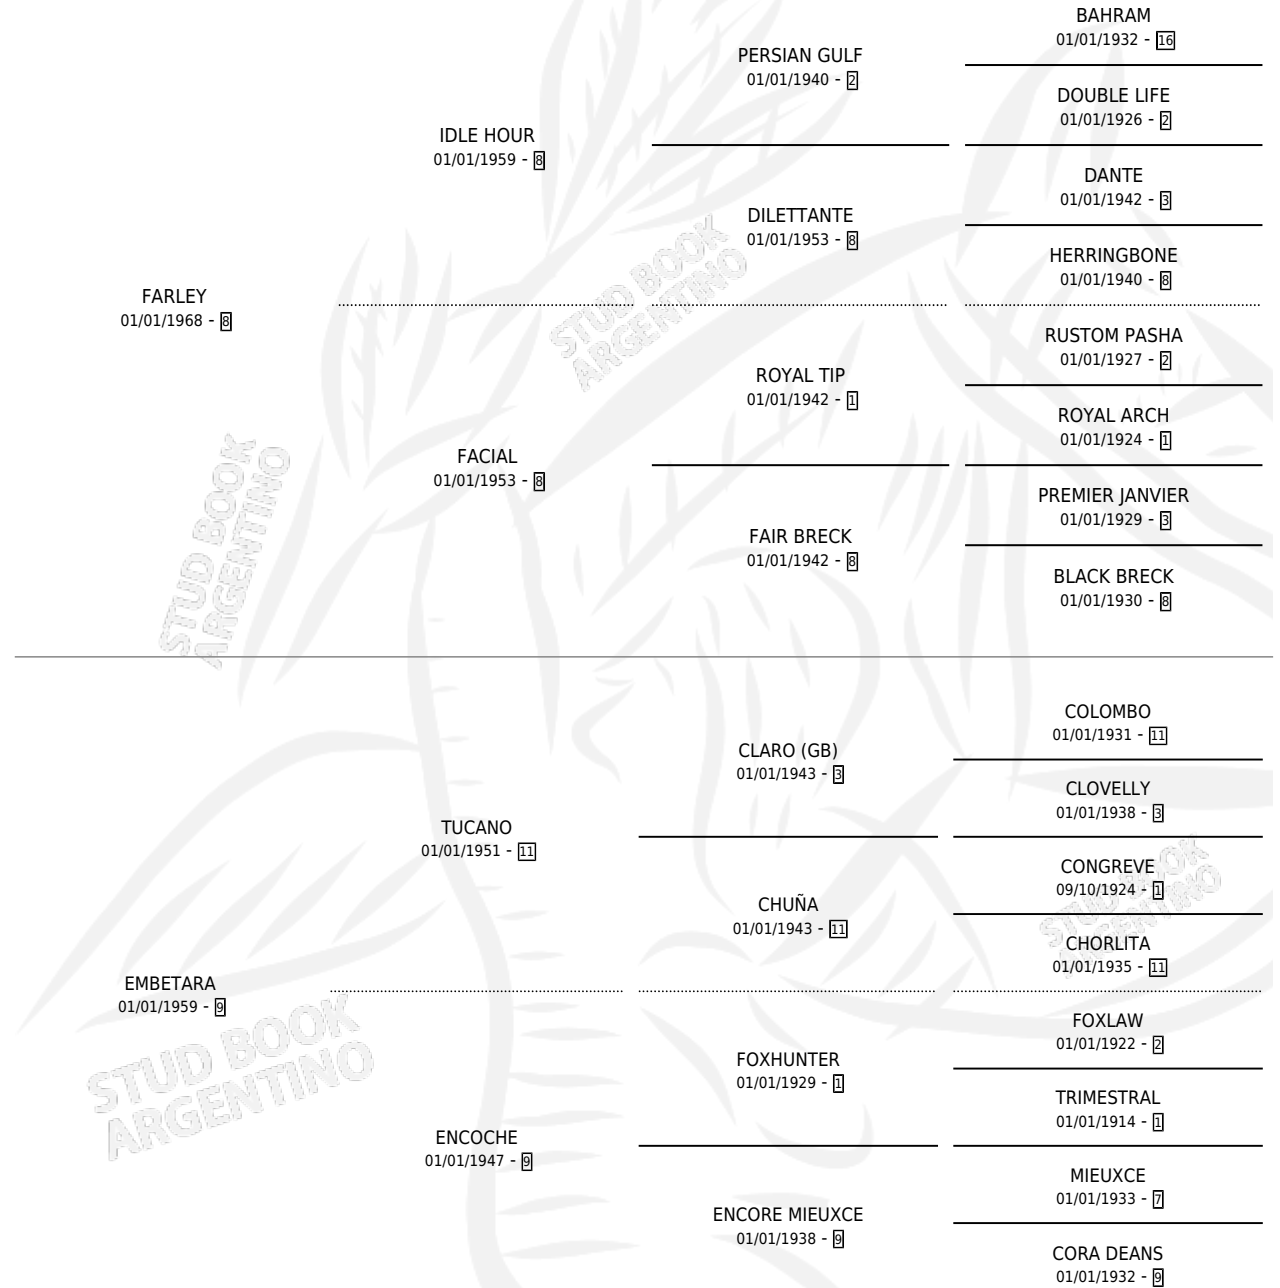 BAHRAM
01/01/1932 - 16
PERSIAN GULF
01/01/1940 - 2
DOUBLE LIFE
01/01/1926 - 2
IDLE HOUR
01/01/1959 - 8
DANTE
01/01/1942 - 3
DILETTANTE
01/01/1953 - 8
HERRINGBONE
01/01/1940 - 8
FARLEY
01/01/1968 - 8
RUSTOM PASHA
01/01/1927 - 2
ROYAL TIP
01/01/1942 - 1
ROYAL ARCH
01/01/1924 - 1
FACIAL
01/01/1953 - 8
PREMIER JANVIER
01/01/1929 - 3
FAIR BRECK
01/01/1942 - 8
BLACK BRECK
01/01/1930 - 8
COLOMBO
01/01/1931 - 11
CLARO (GB)
01/01/1943 - 3
CLOVELLY
01/01/1938 - 3
TUCANO
01/01/1951 - 11
CONGREVE
09/10/1924 - 1
CHUÑA
01/01/1943 - 11
CHORLITA
01/01/1935 - 11
EMBETARA
01/01/1959 - 9
FOXLAW
01/01/1922 - 2
FOXHUNTER
01/01/1929 - 1
TRIMESTRAL
01/01/1914 - 1
ENCOCHE
01/01/1947 - 9
MIEUXCE
01/01/1933 - 7
ENCORE MIEUXCE
01/01/1938 - 9
CORA DEANS
01/01/1932 - 9
STUD BOOK
ARGENTINO
STUD BOOK
ARGENTINO
STUD BOOK
ARGENTINO
STUD BOOK
ARGENTINO